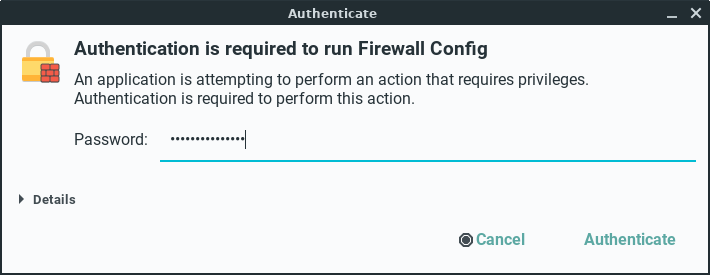 Authenticate
Authentication is required to run Firewall Config
An application is attempting to perform an action that requires privileges.
Authentication is required to perform this action.
Password: •••••••••••••••
Details
Cancel Authenticate